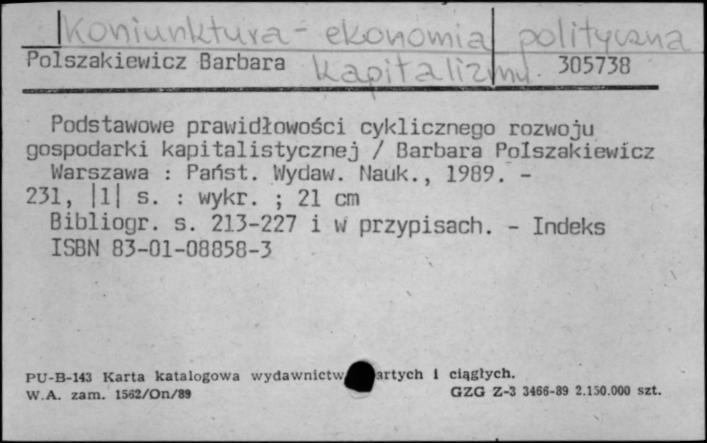 Koniunktura - ekonomia polityczna
kapitalizmu.
Polszakiewicz Barbara 305738
Podstawowe prawidłowości cyklicznego rozwoju
gospodarki kapitalistycznej / Barbara Polszakiewicz
Warszawa : Państ. Wydaw. Nauk., 1989. -
231, |1| s. : wykr. ; 21 cm
Bibliogr. s. 213-227 i w przypisach. - Indeks
ISBN 83-01-08858-3
PU-B-143 Karta katalogowa wydawnictw artych i ciągłych.
W.A. zam. 1562/On/89 GZG Z-3 3466-89 2.150.000 szt.